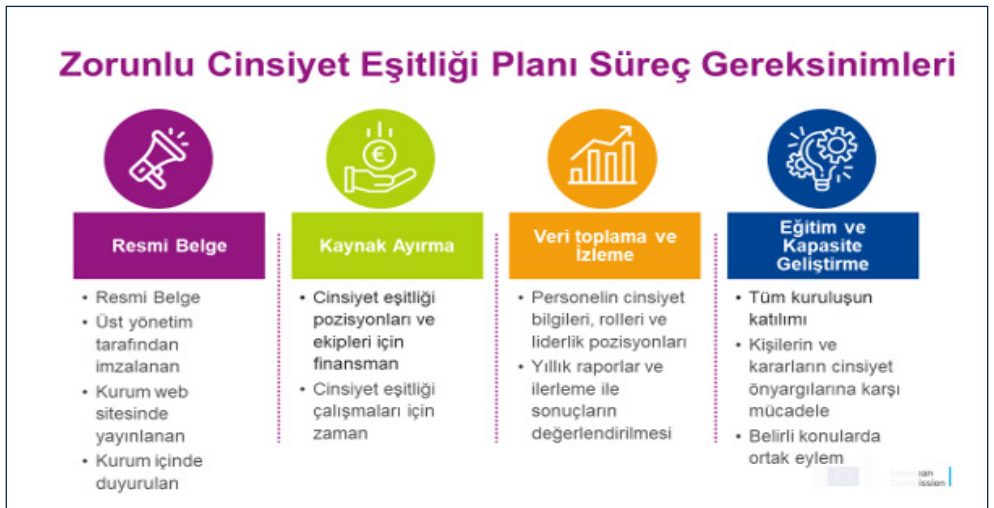 Zorunlu Cinsiyet Eşitliği Planı Süreç Gereksinimleri
€
Resmi Belge
• Resmi Belge
• Üst yönetim
tarafından
imzalanan
• Kurum web
sitesinde
yayınlanan
• Kurum içinde
duyurulan
Kaynak Ayırma
• Cinsiyet eşitliği
pozisyonları ve
ekipleri için
finansman
• Cinsiyet eşitliği
çalışmaları için
zaman
Veri toplama ve
İzleme
• Personelin cinsiyet
bilgileri, rolleri ve
liderlik pozisyonları
• Yıllık raporlar ve
ilerleme ile
sonuçların
değerlendirilmesi
Eğitim ve
Kapasite
Geliştirme
• Tüm kuruluşun
katılımı
• Kişilerin ve
kararların cinsiyet
önyargılarına karşı
mücadele
• Belirli konularda
ortak eylem